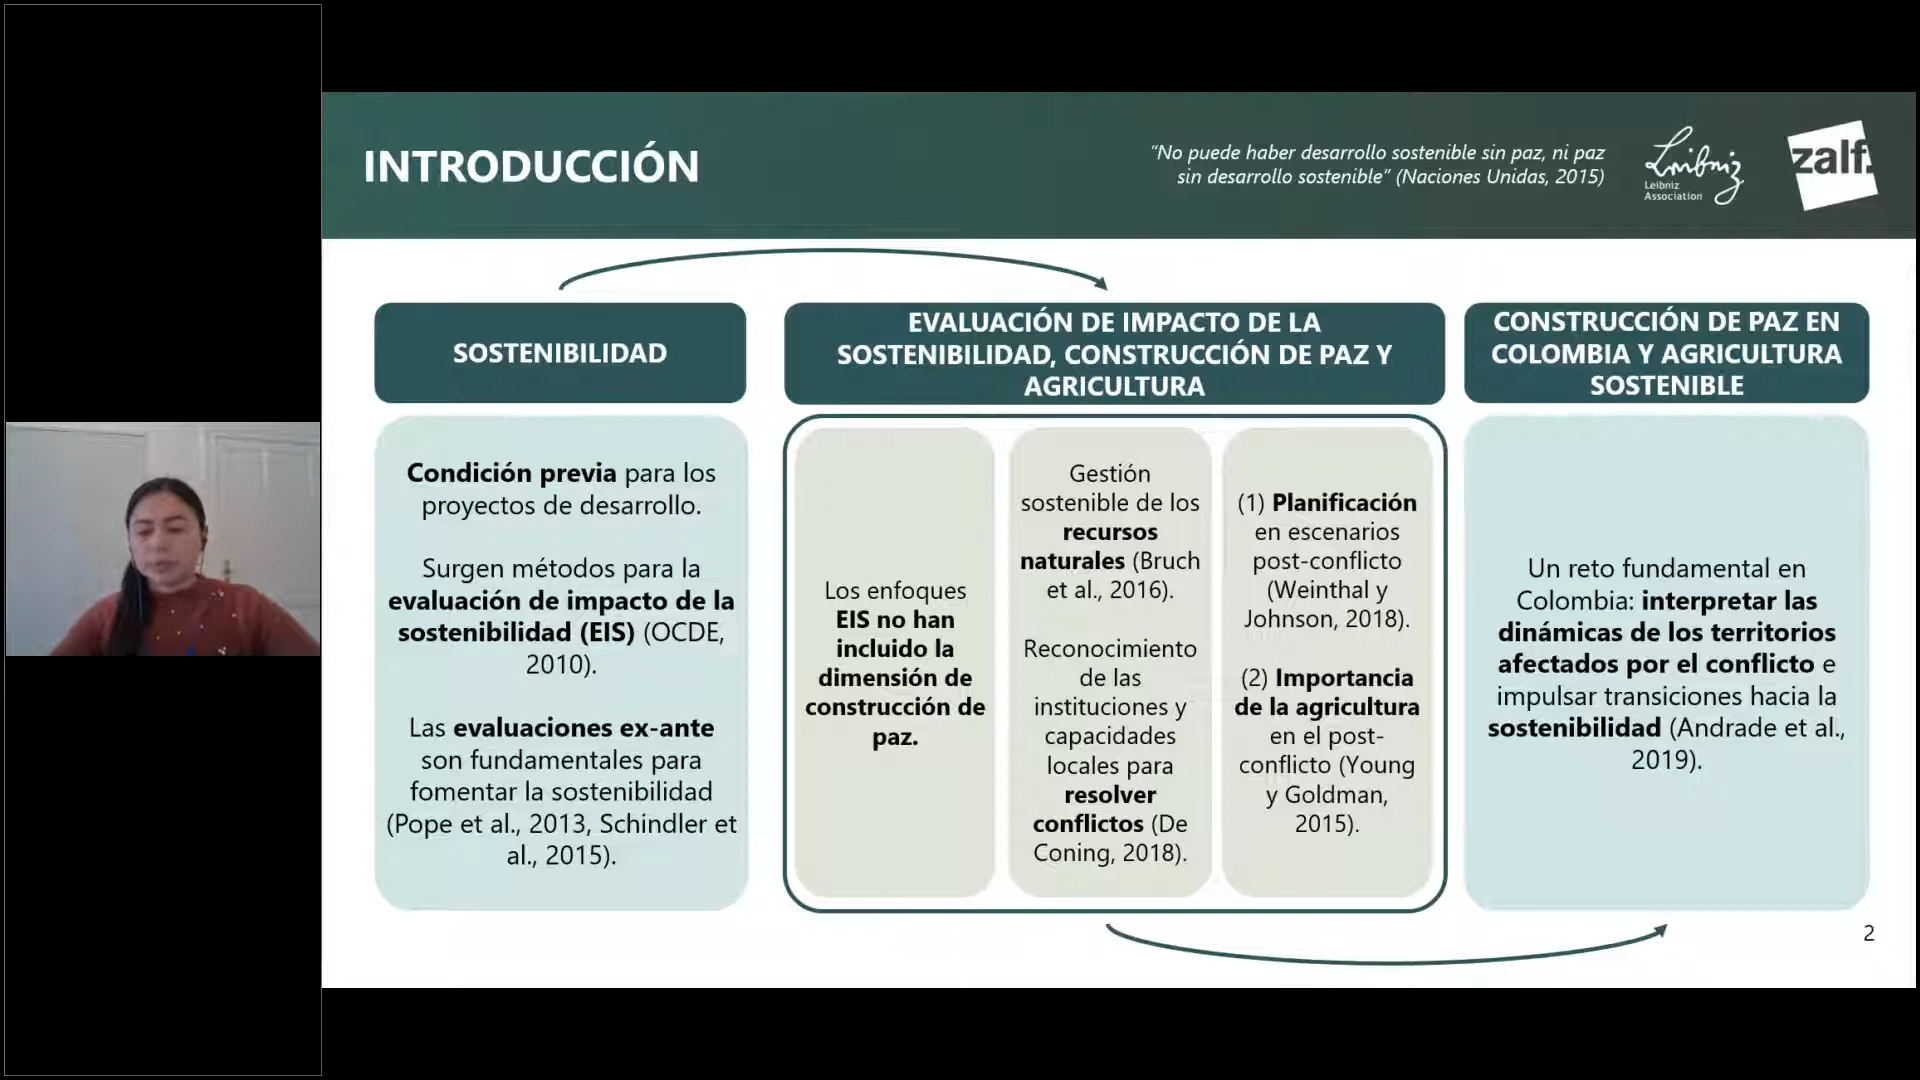 INTRODUCCIÓN
“No puede haber desarrollo sostenible sin paz, ni paz
sin desarrollo sostenible” (Naciones Unidas, 2015)
Leibniz
Leibniz
Association
zalf.
SOSTENIBILIDAD
Condición previa para los
proyectos de desarrollo.
Surgen métodos para la
evaluación de impacto de la
sostenibilidad (EIS) (OCDE,
2010).
Las evaluaciones ex-ante
son fundamentales para
fomentar la sostenibilidad
(Pope et al., 2013, Schindler et
al., 2015).
EVALUACIÓN DE IMPACTO DE LA
SOSTENIBILIDAD, CONSTRUCCIÓN DE PAZ Y
AGRICULTURA
Los enfoques
EIS no han
incluido la
dimensión de
construcción de
paz.
Gestión
sostenible de los
recursos
naturales (Bruch
et al., 2016).
Reconocimiento
de las
instituciones y
capacidades
locales para
resolver
conflictos (De
Coning, 2018).
(1) Planificación
en escenarios
post-conflicto
(Weinthal y
Johnson, 2018).
(2) Importancia
de la agricultura
en el post-
conflicto (Young
y Goldman,
2015).
CONSTRUCCIÓN DE PAZ EN
COLOMBIA Y AGRICULTURA
SOSTENIBLE
Un reto fundamental en
Colombia: interpretar las
dinámicas de los territorios
afectados por el conflicto e
impulsar transiciones hacia la
sostenibilidad (Andrade et al.,
2019).
2